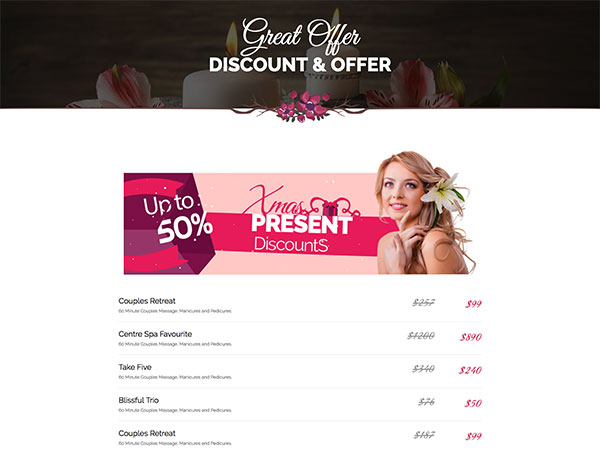 Great Offer
DISCOUNT & OFFER
Up to
50%
Xmas
PRESENT
DiscountS
Couples Retreat $257 $99
60 Minute Couples Massage, Manicures and Pedicures.
Centre Spa Favourite $1200 $890
60 Minute Couples Massage, Manicures and Pedicures.
Take Five $340 $240
60 Minute Couples Massage, Manicures and Pedicures.
Blissful Trio $76 $50
60 Minute Couples Massage, Manicures and Pedicures.
Couples Retreat $187 $99
60 Minute Couples Massage, Manicures and Pedicures.